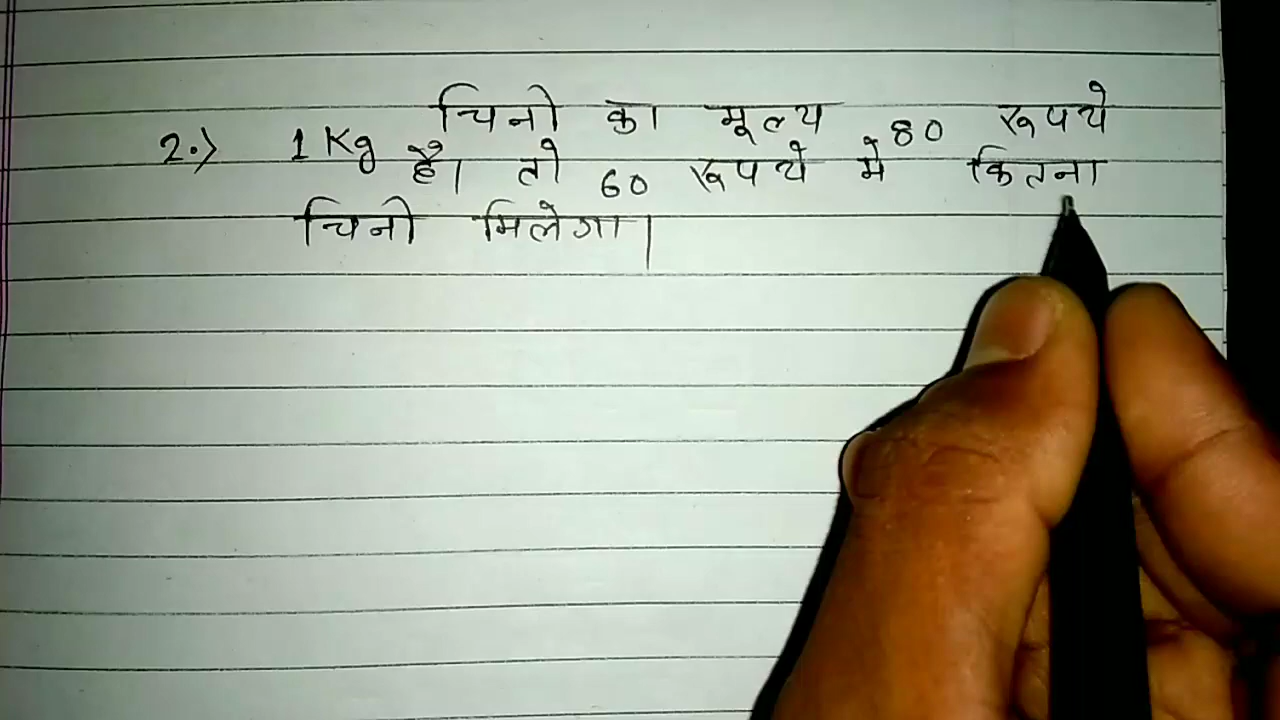 2.) 1 Kg चिनी का मूल्य 80 रूपये
है। तो 60 रूपये मे कितना
चिनी मिलेगा।